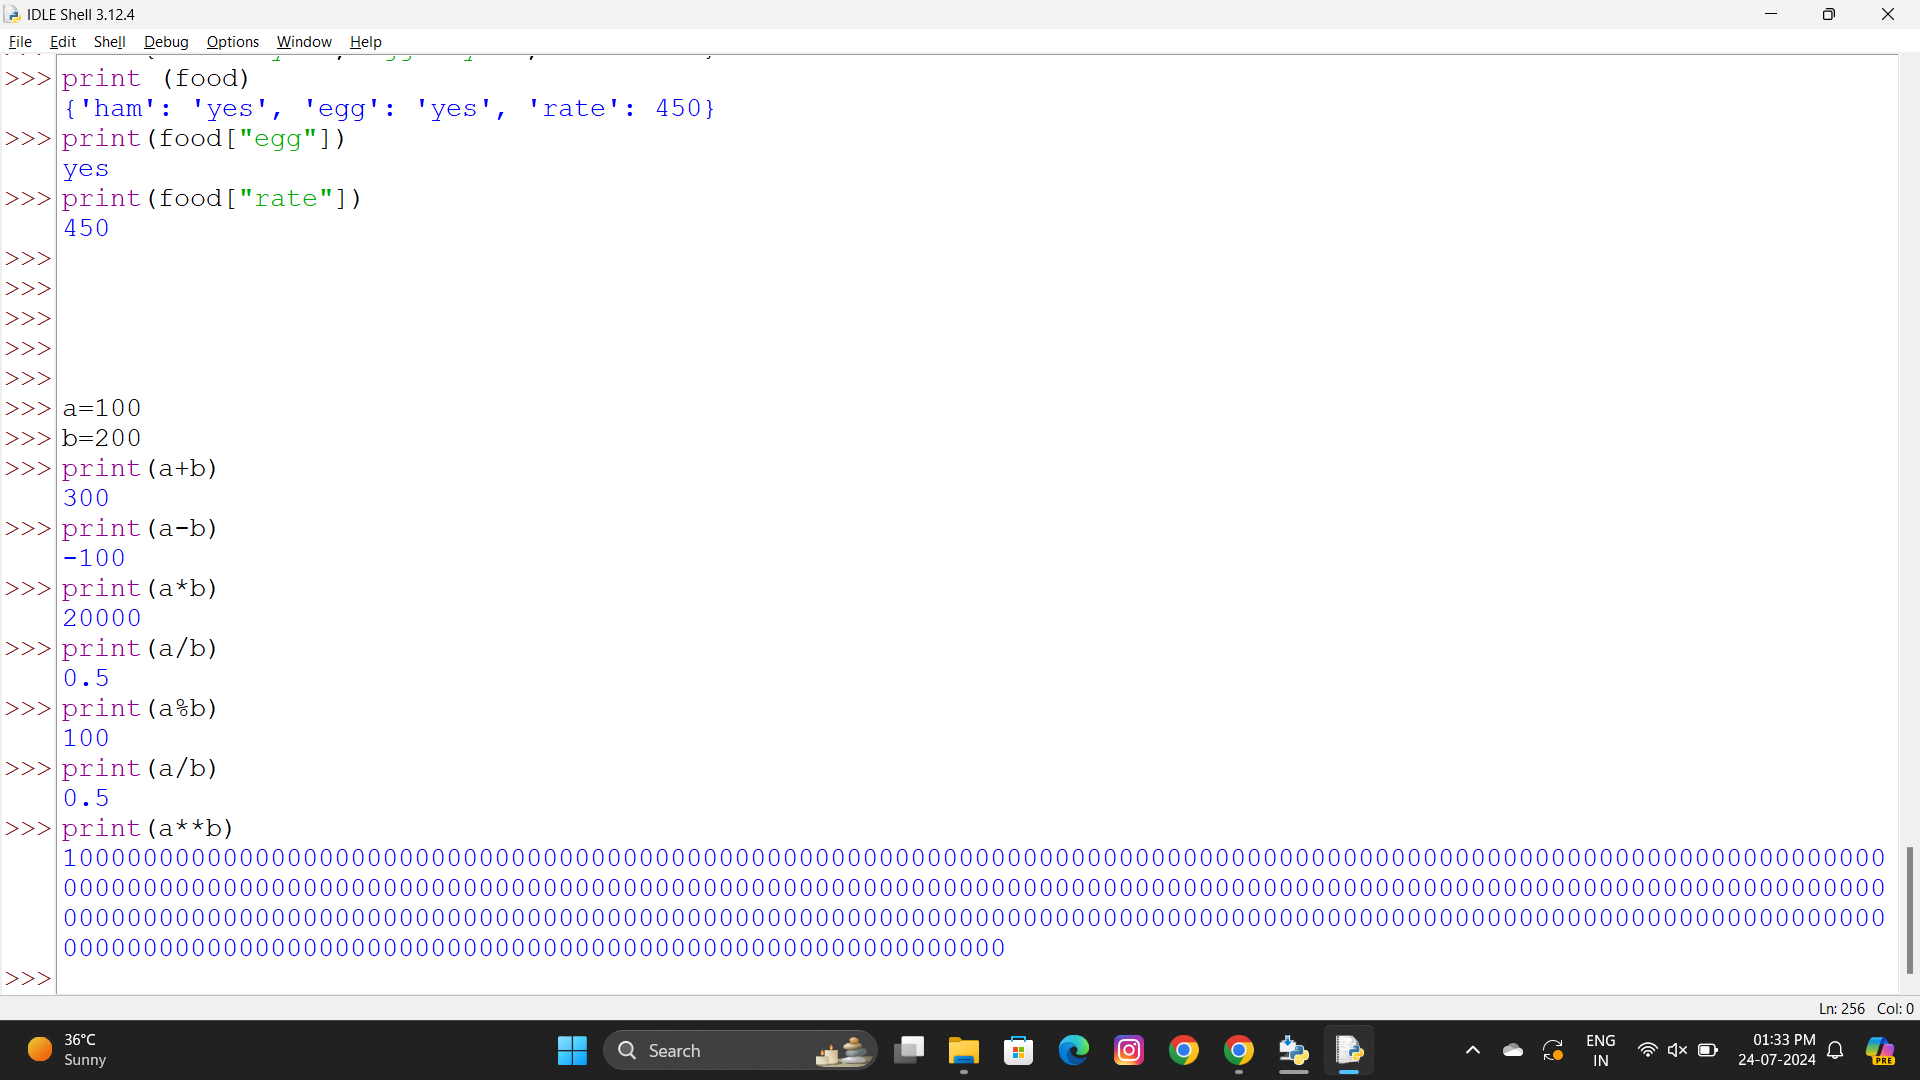 IDLE Shell 3.12.4
File Edit Shell Debug Options Window Help
>>> print (food)
{'ham': 'yes', 'egg': 'yes', 'rate': 450}
>>> print(food["egg"])
yes
>>> print(food["rate"])
450
>>>
>>>
>>>
>>>
>>>
>>> a=100
>>> b=200
>>> print(a+b)
300
>>> print(a-b)
-100
>>> print(a*b)
20000
>>> print(a/b)
0.5
>>> print(a%b)
100
>>> print(a/b)
0.5
>>> print(a**b)
>>>
Ln: 256 Col: 0
36°C
Sunny
Search
ENG
IN
01:33 PM
24-07-2024
PRE